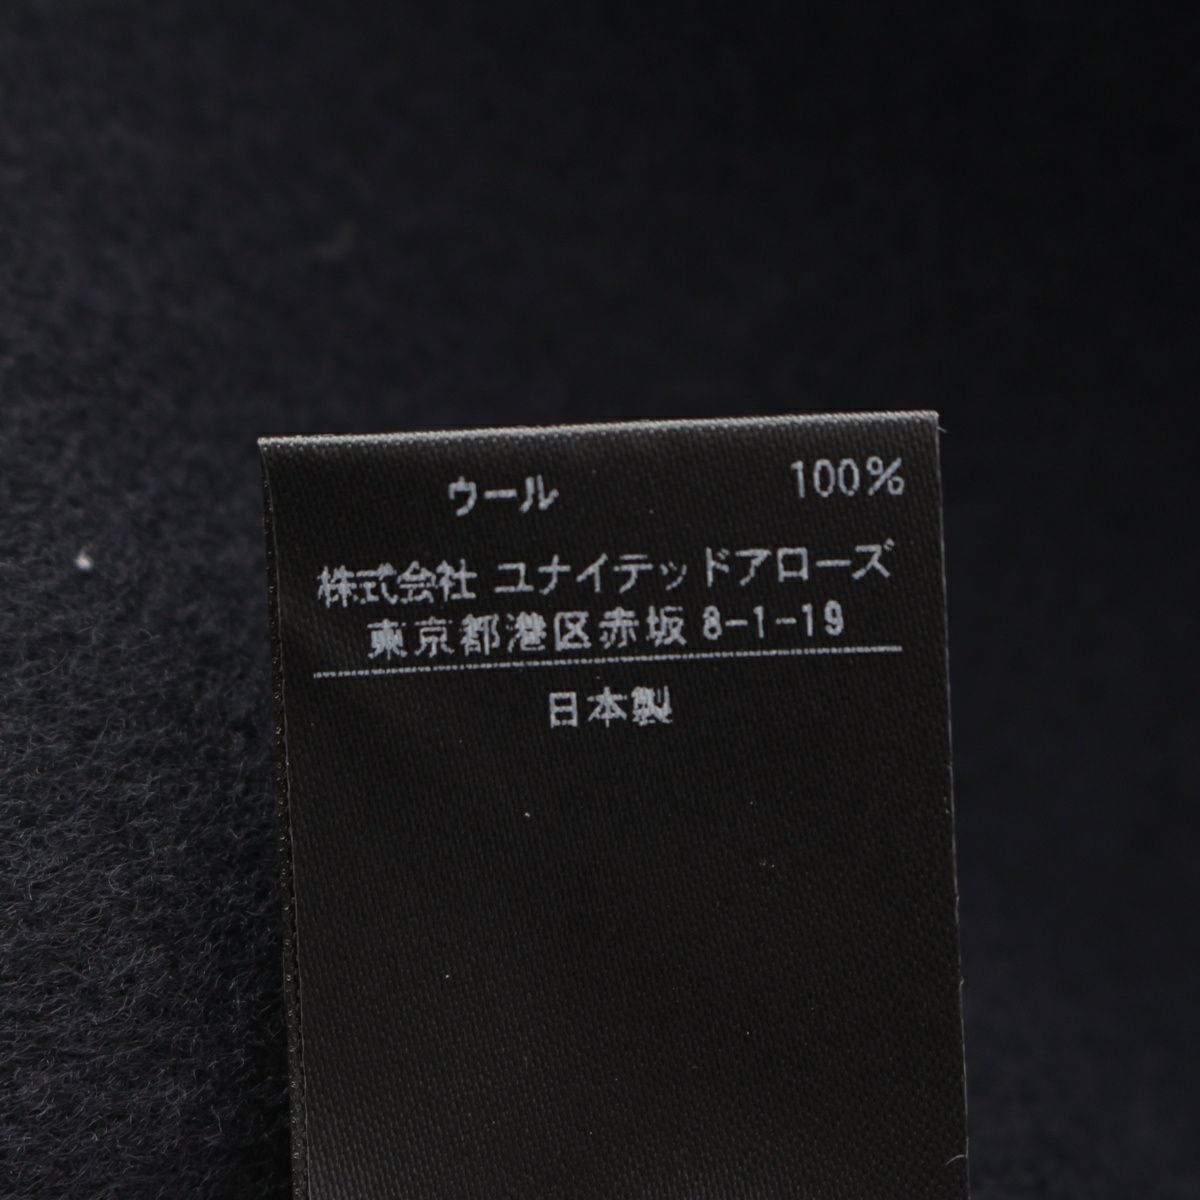 ウール 100%
株式会社 ユナイテッドアローズ
東京都港区赤坂 8-1-19
日本製